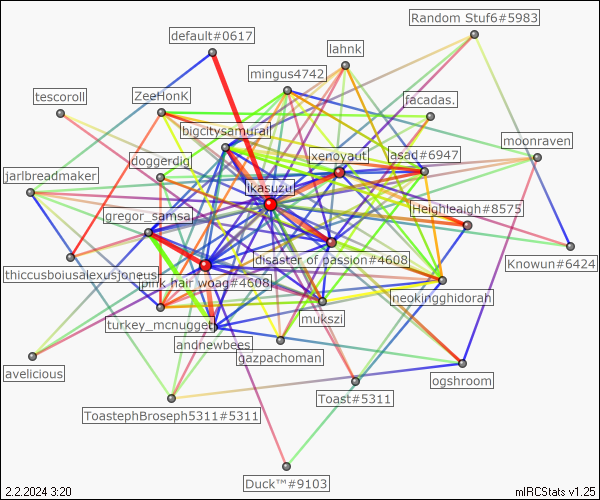 Random Stuf6#5983
default#0617
lahnk
mingus4742
tescoroll
ZeeHonK
facadas.
bigcitysamurai
moonraven
doggerdig
xenoyaut
asad#6947
jarlbreadmaker
ikasuzu
gregor_samsa
Heighleaigh#8575
disaster of passion#4608
Knowun#6424
thiccusboiusalexusjoneus
pink hair woag#4608
neokingghidorah
mukszi
turkey_mcnugget
andnewbees
gazpachoman
avelicious
ogshroom
Toast#5311
ToastephBroseph5311#5311
Duck™#9103
2.2.2024 3:20
mIRCStats v1.25